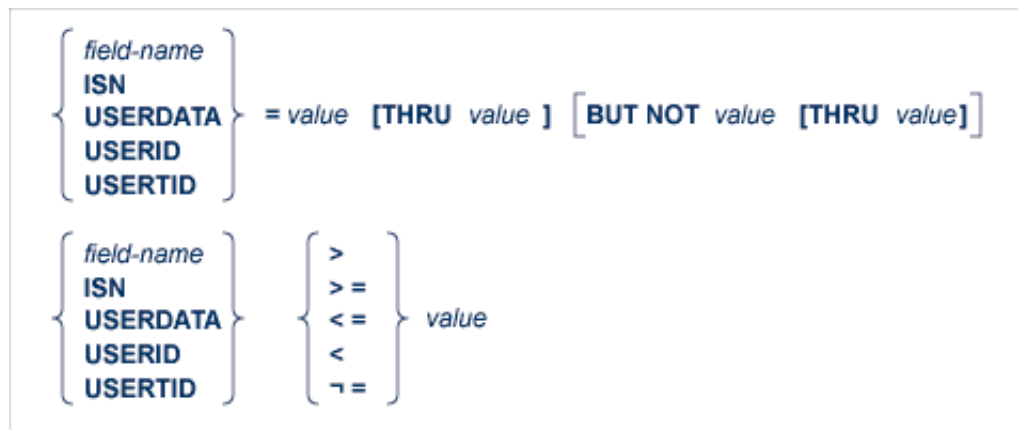 field-name
ISN
USERDATA = value [THRU value ] [BUT NOT value [THRU value]]
USERID
USERTID
field-name >
ISN > =
USERDATA < = value
USERID <
USERTID ¬ =